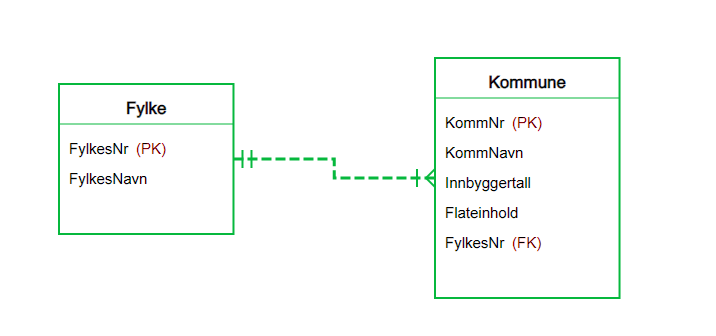 Fylke
FylkesNr (PK)
FylkesNavn
Kommune
KommNr (PK)
KommNavn
Innbyggertall
Flateinhold
FylkesNr (FK)